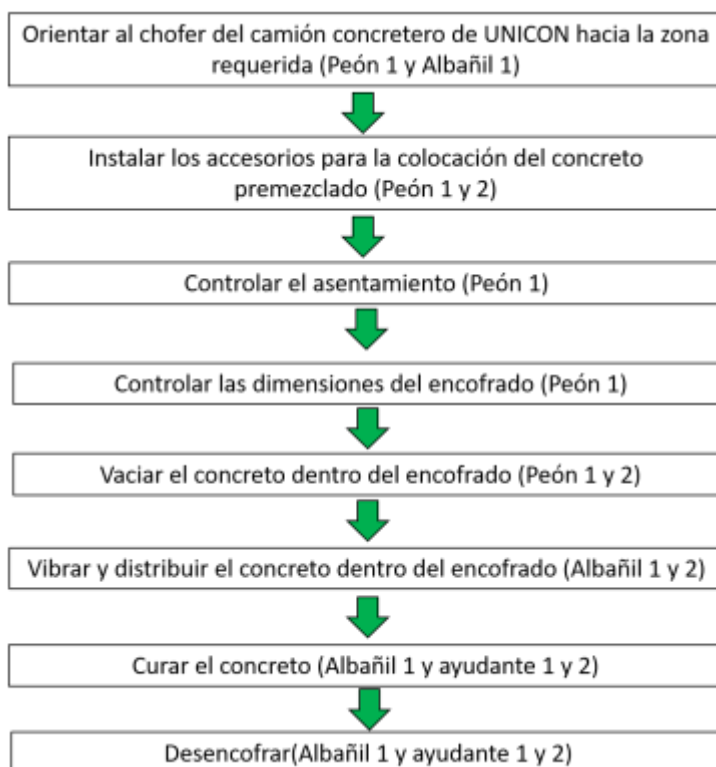 Orientar al chofer del camión concretero de UNICON hacia la zona
requerida (Peón 1 y Albañil 1)
Instalar los accesorios para la colocación del concreto
premezclado (Peón 1 y 2)
Controlar el asentamiento (Peón 1)
Controlar las dimensiones del encofrado (Peón 1)
Vaciar el concreto dentro del encofrado (Peón 1 y 2)
Vibrar y distribuir el concreto dentro del encofrado (Albañil 1 y 2)
Curar el concreto (Albañil 1 y ayudante 1 y 2)
Desencofrar(Albañil 1 y ayudante 1 y 2)